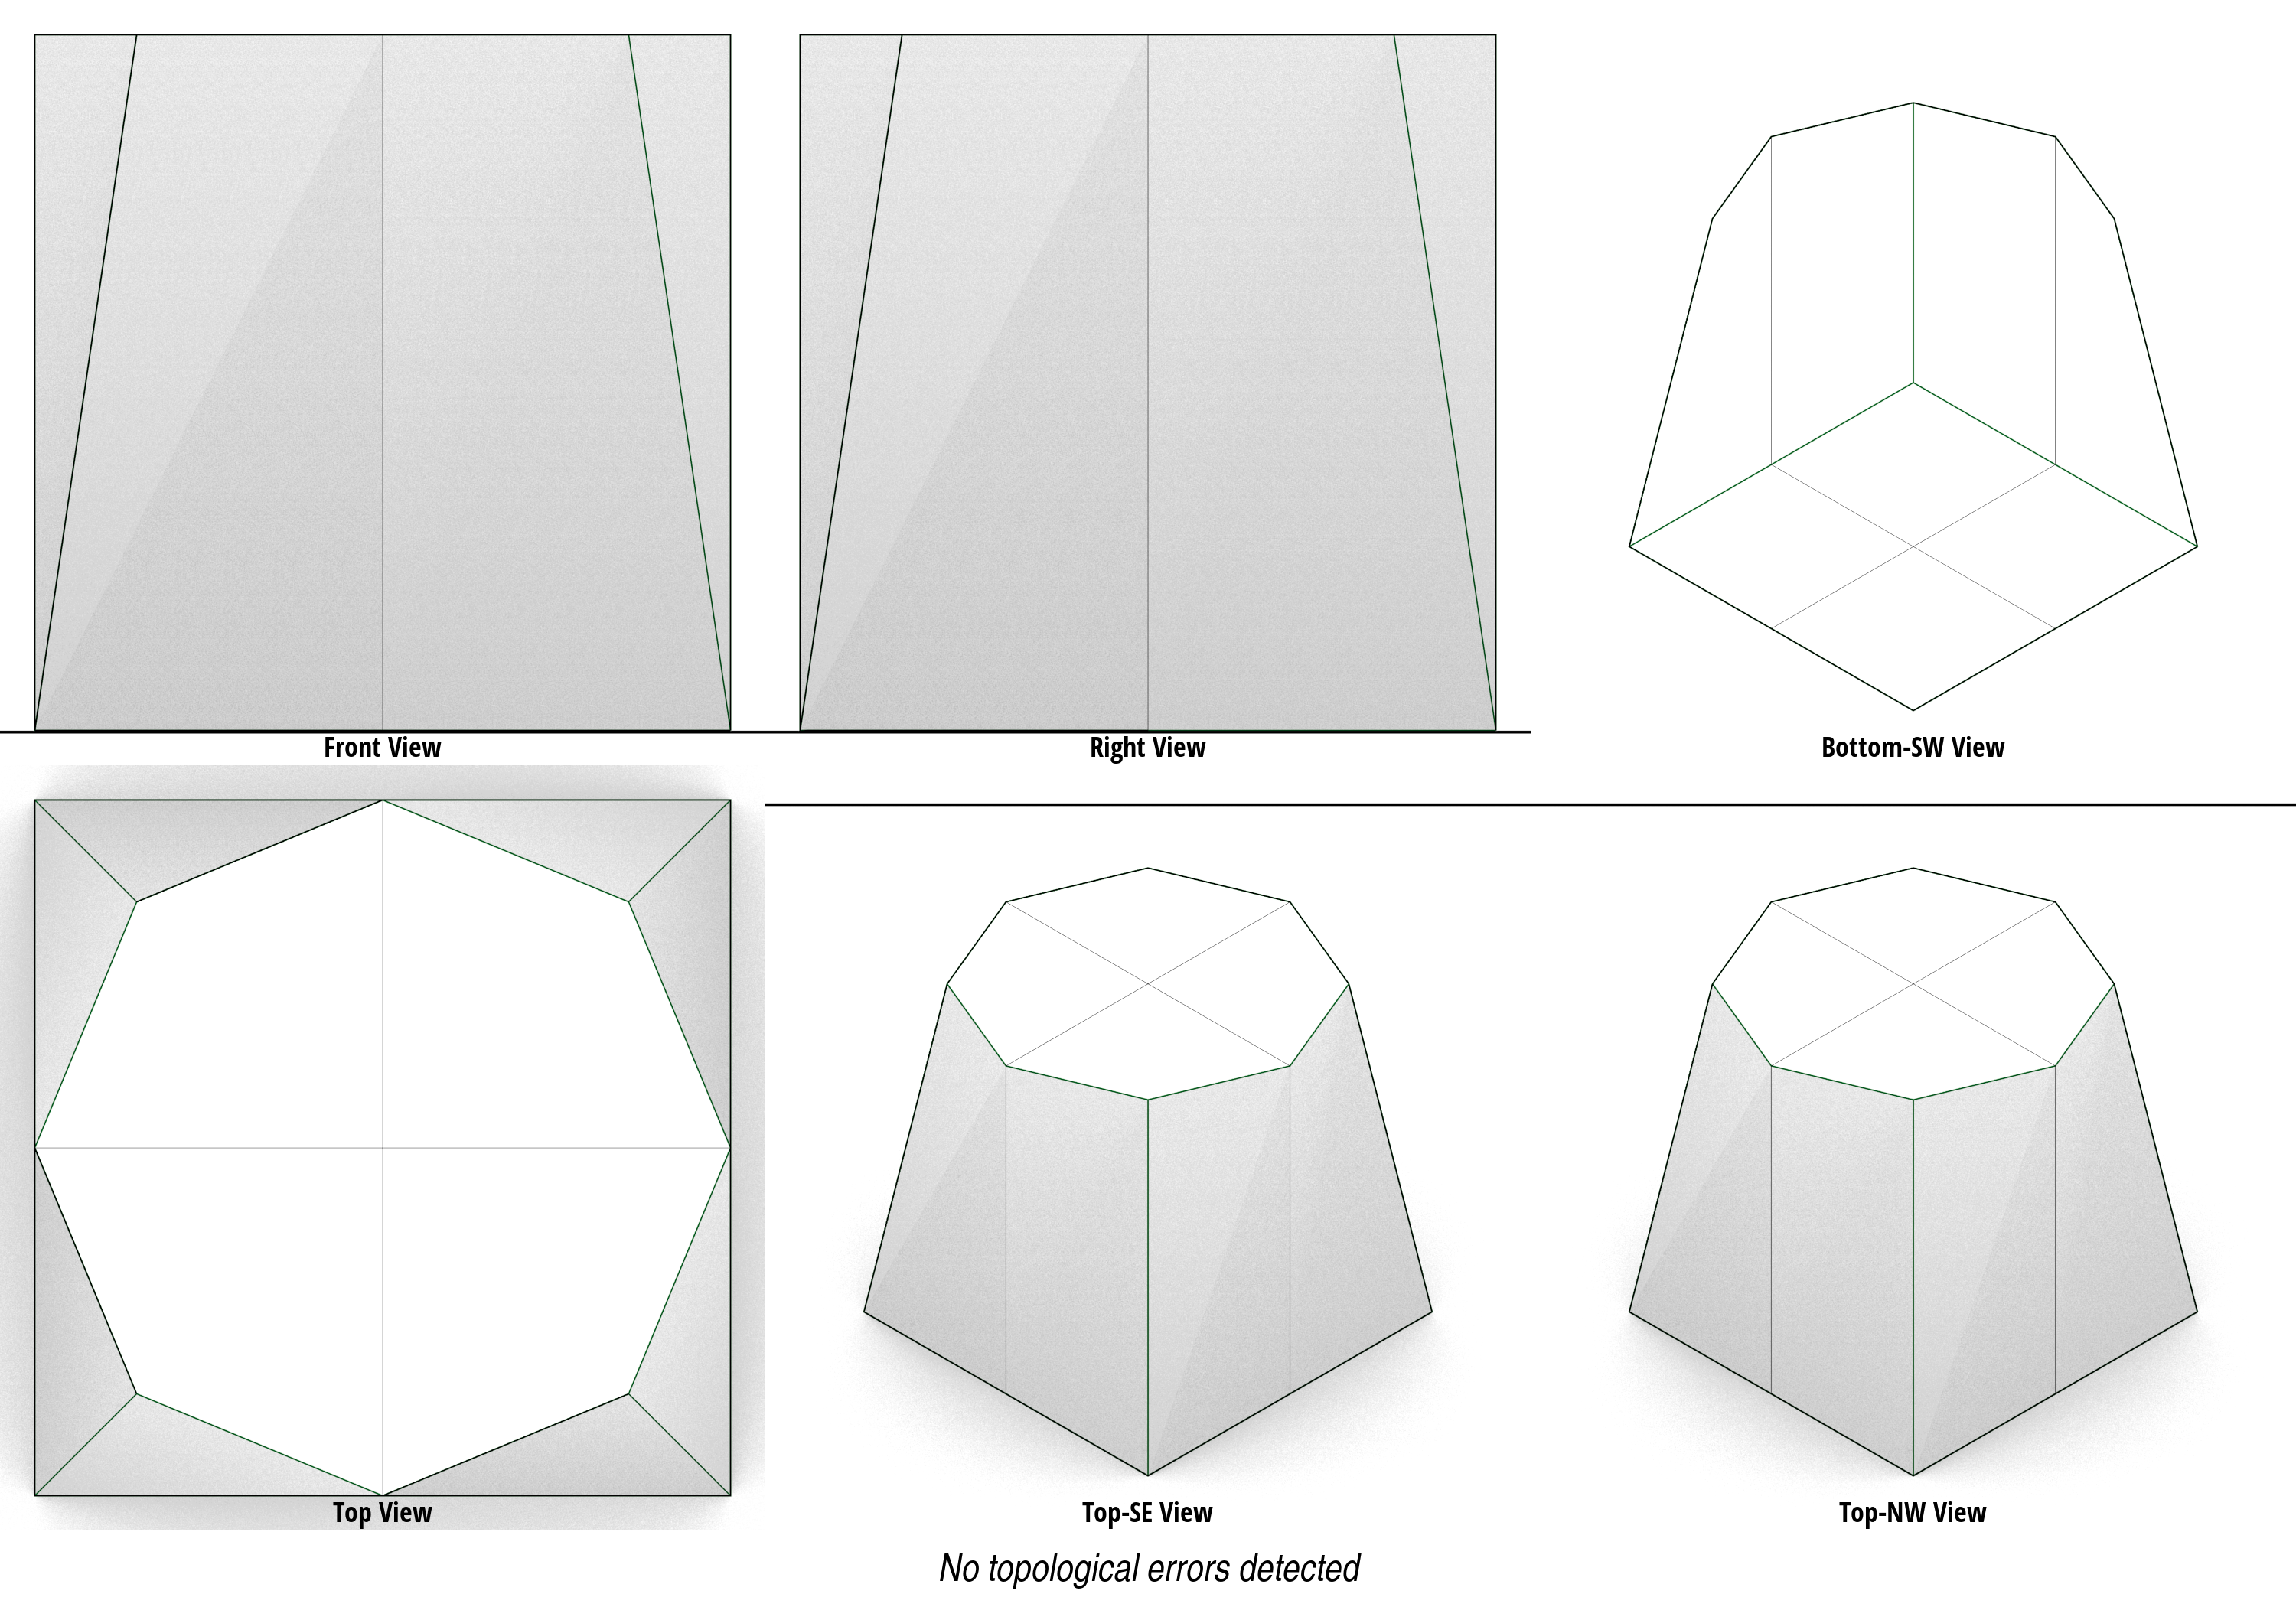 Front View
Right View
Bottom-SW View
Top View
Top-SE View
Top-NW View
No topological errors detected